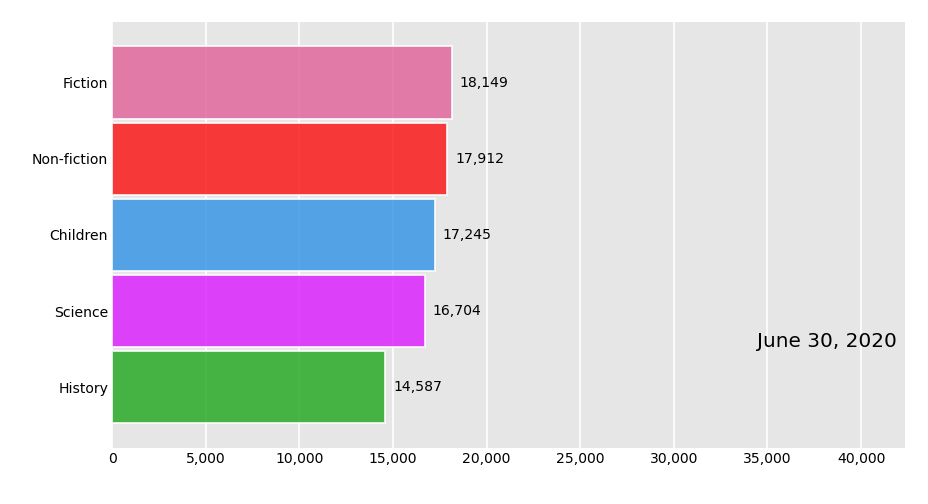 Fiction 18,149
Non-fiction 17,912
Children 17,245
Science 16,704
June 30, 2020
History 14,587
0 5,000 10,000 15,000 20,000 25,000 30,000 35,000 40,000